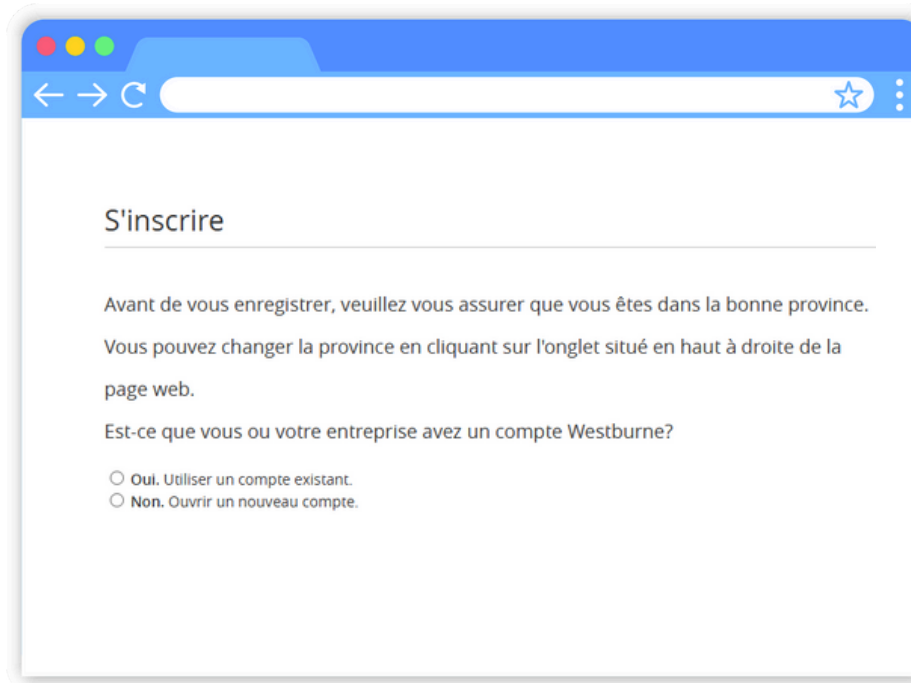 S'inscrire
Avant de vous enregistrer, veuillez vous assurer que vous êtes dans la bonne province.
Vous pouvez changer la province en cliquant sur l'onglet situé en haut à droite de la
page web.
Est-ce que vous ou votre entreprise avez un compte Westburne?
Oui. Utiliser un compte existant.
Non. Ouvrir un nouveau compte.